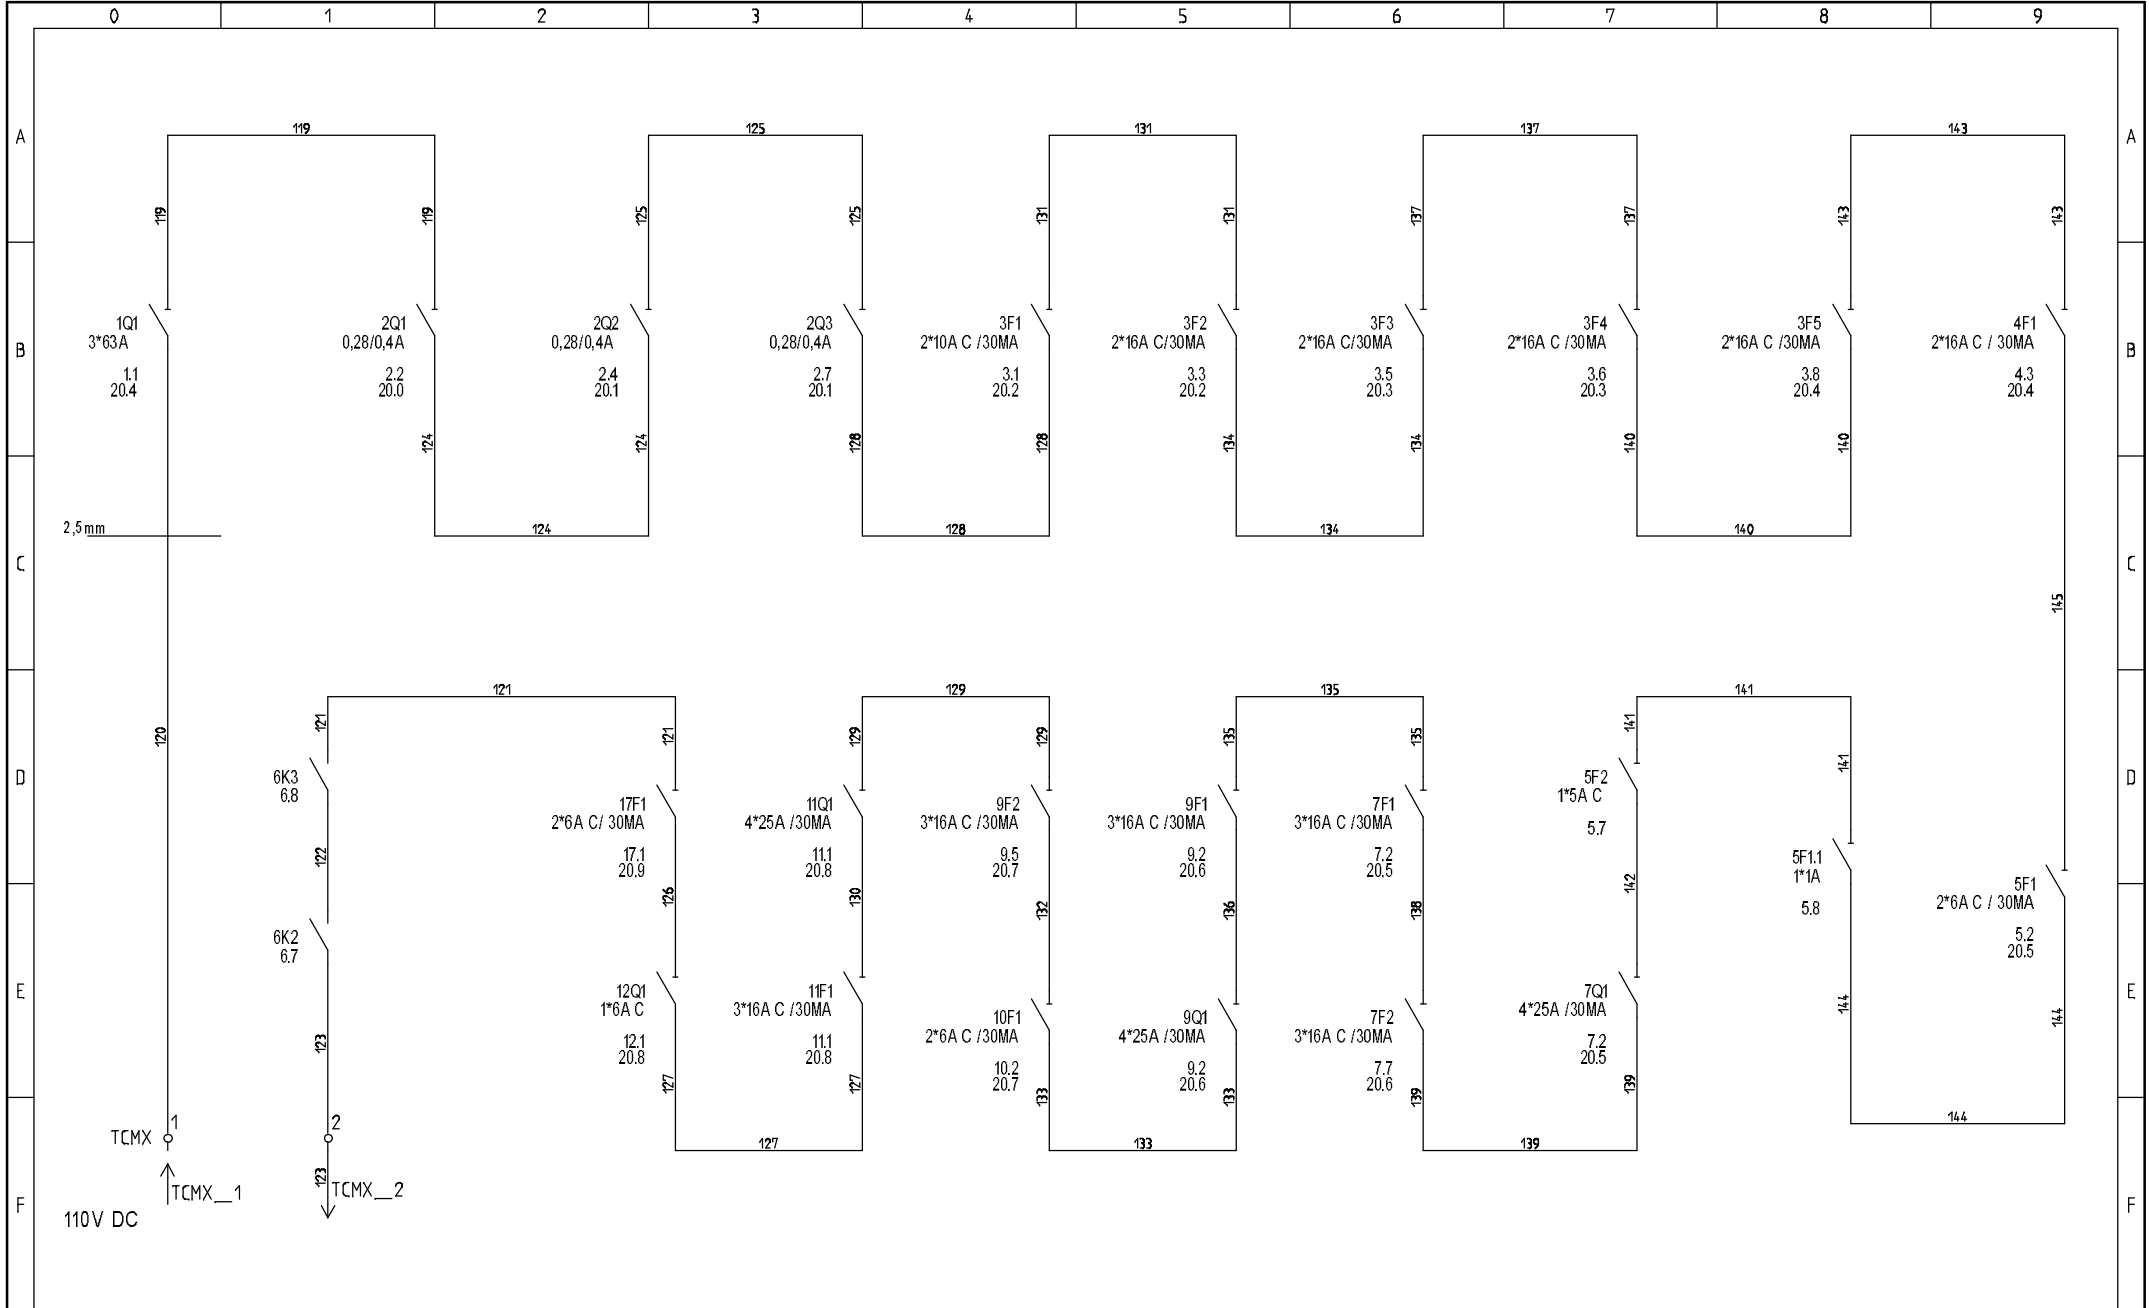 0 1 2 3 4 5 6 7 8 9
A 119 125 131 137 143 A
119 119 125 125 131 131 137 137 143 143
1Q1
3*63A
1.1
20.4
2Q1
0,28/0,4A
2.2
20.0
2Q2
0,28/0,4A
2.4
20.1
2Q3
0,28/0,4A
2.7
20.1
3F1
2*10A C /30MA
3.1
20.2
3F2
2*16A C/30MA
3.3
20.2
3F3
2*16A C/30MA
3.5
20.3
3F4
2*16A C /30MA
3.6
20.3
3F5
2*16A C /30MA
3.8
20.4
4F1
2*16A C / 30MA
4.3
20.4
B B
124 124 128 128 134 134 140 140
2,5mm
124 128 134 140
C C
145
121 129 135 141
120 121 121 129 129 135 135 141 141
D D
6K3
6.8
122
6K2
6.7
123
17F1
2*6A C/ 30MA
17.1
20.9
126
12Q1
1*6A C
12.1
20.8
127
11Q1
4*25A /30MA
11.1
20.8
130
11F1
3*16A C /30MA
11.1
20.8
127
9F2
3*16A C /30MA
9.5
20.7
132
10F1
2*6A C /30MA
10.2
20.7
133
9F1
3*16A C /30MA
9.2
20.6
136
9Q1
4*25A /30MA
9.2
20.6
133
7F1
3*16A C /30MA
7.2
20.5
138
7F2
3*16A C /30MA
7.7
20.6
139
5F2
1*5A C
5.7
142
7Q1
4*25A /30MA
7.2
20.5
139
5F1.1
1*1A
5.8
144
5F1
2*6A C / 30MA
5.2
20.5
144
E E
127 133 139 144
TCMX 1
2
TCMX__1
123
TCMX__2
110V DC
F F